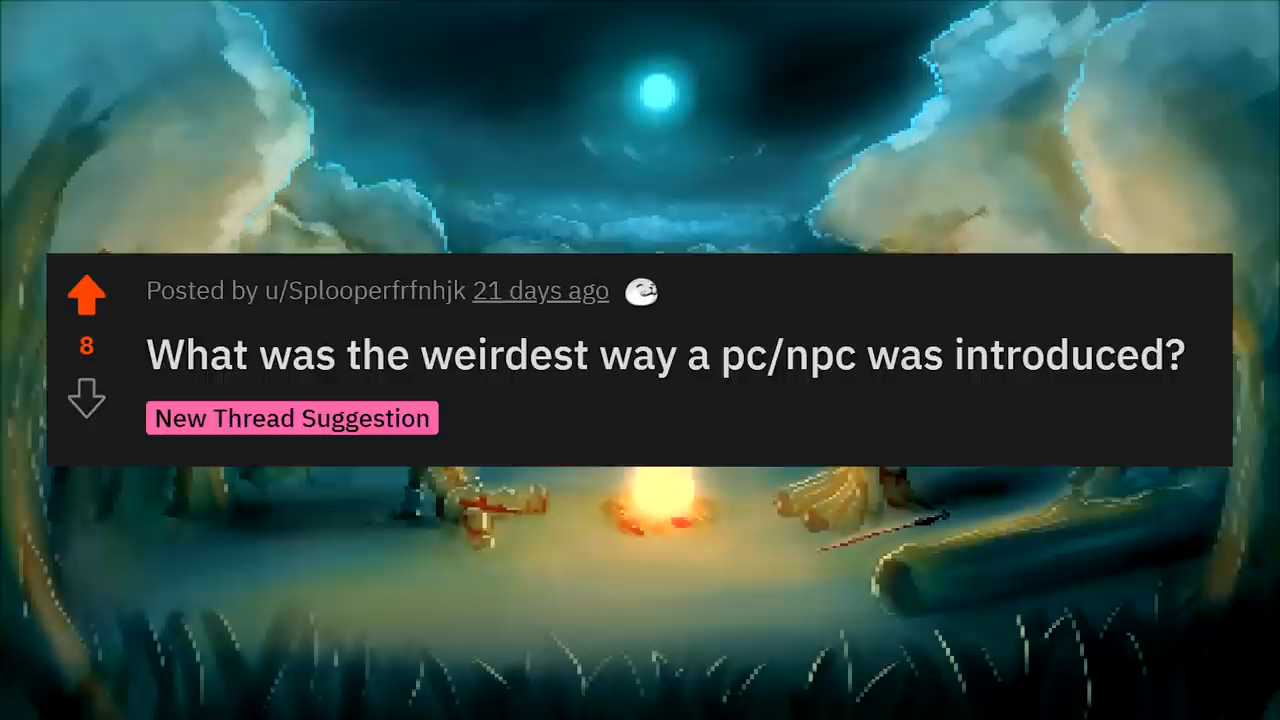 Posted by u/Splooperfrfnhjk 21 days ago
8
What was the weirdest way a pc/npc was introduced?
New Thread Suggestion